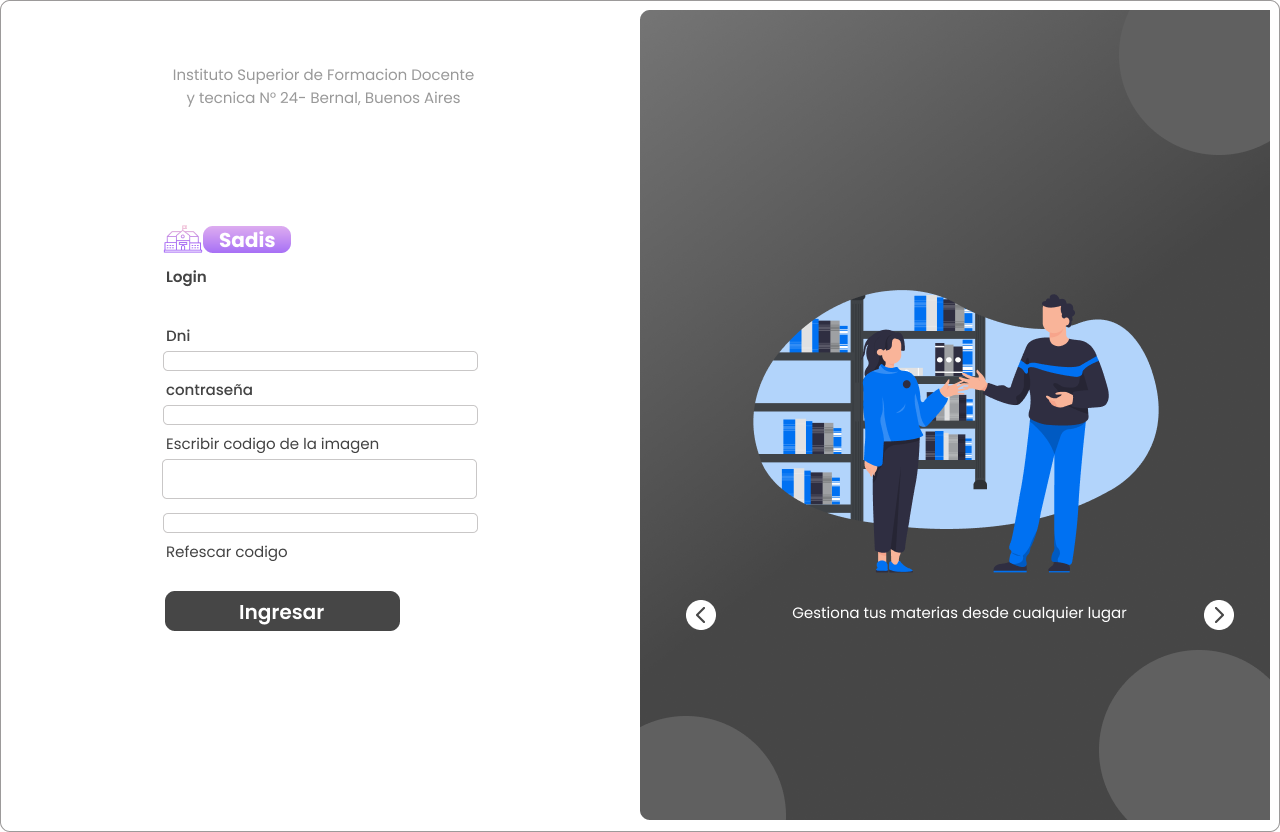 Instituto Superior de Formacion Docente
y tecnica Nº 24- Bernal, Buenos Aires
Sadis
Login
Dni
contraseña
Escribir codigo de la imagen
Refescar codigo
Ingresar
Gestiona tus materias desde cualquier lugar